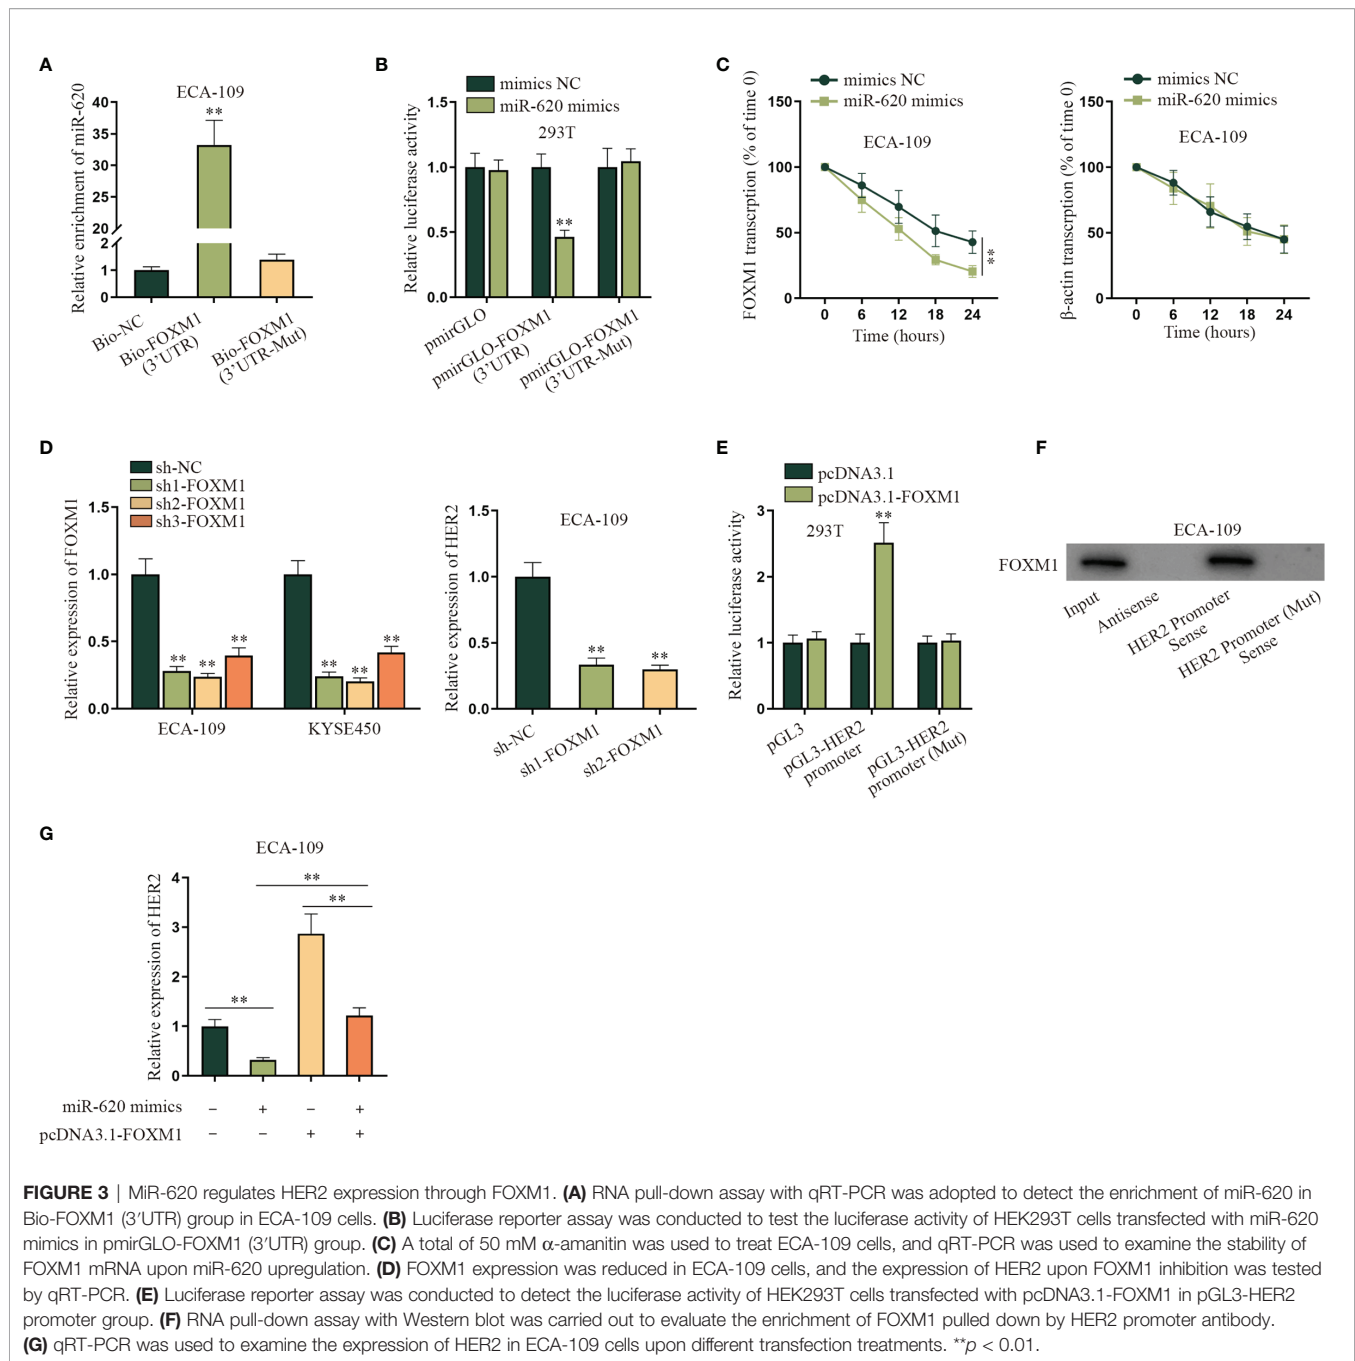 A
ECA-109
**
Relative enrichment of miR-620
40
35
30
25
20
2
1
0
Bio-NC
Bio-FOXM1
(3'UTR)
Bio-FOXM1
(3'UTR-Mut)
B
mimics NC
miR-620 mimics
293T
Relative luciferase activity
1.5
1.0
0.5
0.0
**
pmirGLO
pmirGLO-FOXM1
(3'UTR)
pmirGLO-FOXM1
(3'UTR-Mut)
C
mimics NC
miR-620 mimics
ECA-109
FOXM1 transcription (% of time 0)
150
100
50
0
**
0 6 12 18 24
Time (hours)
mimics NC
miR-620 mimics
ECA-109
β-actin transcrption (% of time 0)
150
100
50
0
0 6 12 18 24
Time (hours)
D
sh-NC
sh1-FOXM1
sh2-FOXM1
sh3-FOXM1
Relative expression of FOXM1
1.5
1.0
0.5
0.0
** ** ** ** ** **
ECA-109 KYSE450
ECA-109
Relative expression of HER2
1.5
1.0
0.5
0.0
** **
sh-NC
sh1-FOXM1
sh2-FOXM1
E
pcDNA3.1
pcDNA3.1-FOXM1
293T
**
Relative luciferase activity
3
2
1
0
pGL3
pGL3-HER2
promoter
pGL3-HER2
promoter (Mut)
F
ECA-109
FOXM1
Input
Antisense
HER2 Promoter
Sense
HER2 Promoter (Mut)
Sense
G
ECA-109
Relative expression of HER2
4
3
2
1
0
**
**
**
miR-620 mimics − + − +
pcDNA3.1-FOXM1 − − + +
FIGURE 3 | MiR-620 regulates HER2 expression through FOXM1. (A) RNA pull-down assay with qRT-PCR was adopted to detect the enrichment of miR-620 in
Bio-FOXM1 (3′UTR) group in ECA-109 cells. (B) Luciferase reporter assay was conducted to test the luciferase activity of HEK293T cells transfected with miR-620
mimics in pmirGLO-FOXM1 (3′UTR) group. (C) A total of 50 mM α-amanitin was used to treat ECA-109 cells, and qRT-PCR was used to examine the stability of
FOXM1 mRNA upon miR-620 upregulation. (D) FOXM1 expression was reduced in ECA-109 cells, and the expression of HER2 upon FOXM1 inhibition was tested
by qRT-PCR. (E) Luciferase reporter assay was conducted to detect the luciferase activity of HEK293T cells transfected with pcDNA3.1-FOXM1 in pGL3-HER2
promoter group. (F) RNA pull-down assay with Western blot was carried out to evaluate the enrichment of FOXM1 pulled down by HER2 promoter antibody.
(G) qRT-PCR was used to examine the expression of HER2 in ECA-109 cells upon different transfection treatments. **p < 0.01.